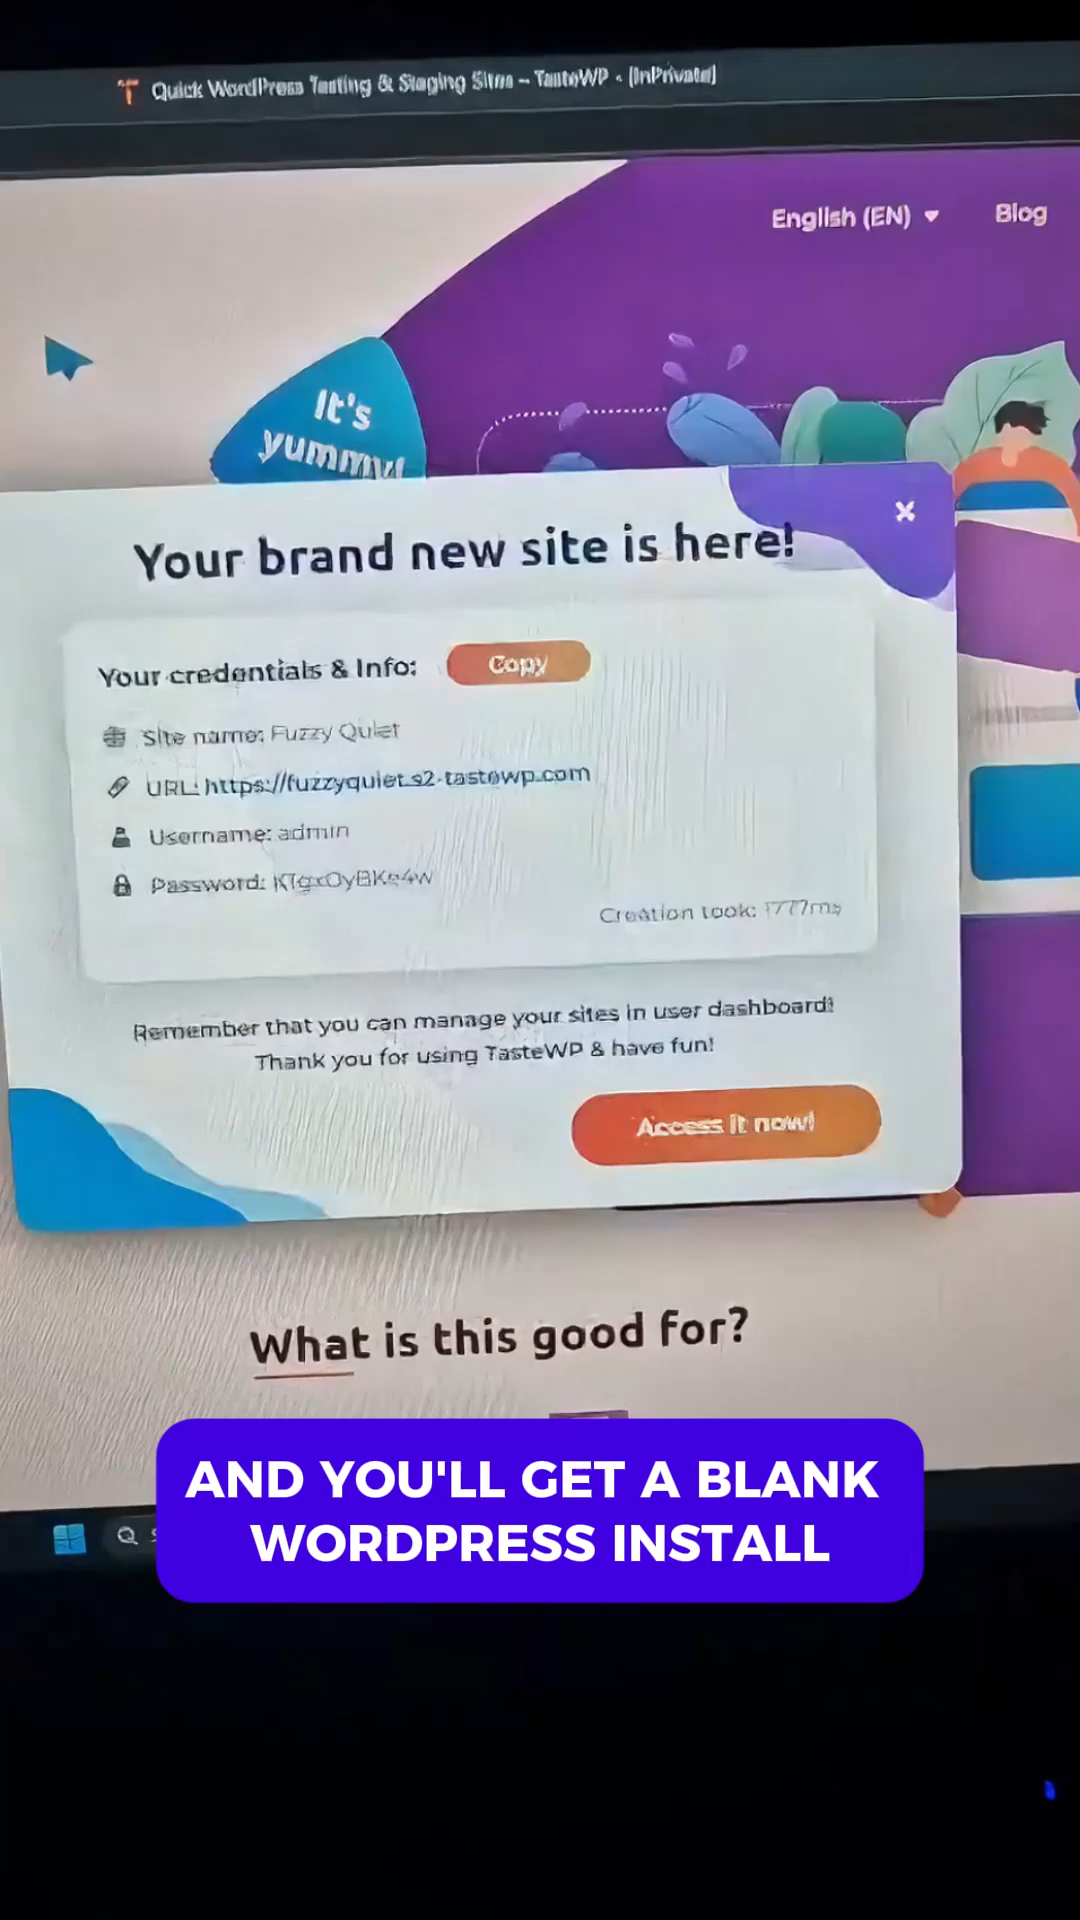 Quick WordPress Testing & Staging Sites – TasteWP - [InPrivate]
English (EN)
Blog
It's
yummy!
Your brand new site is here!
Your credentials & Info:
Copy
Site name: Fuzzy Quiet
URL: https://fuzzyquiet.s2-tastewp.com
Username: admin
Password:
Creation took: 1777ms
Remember that you can manage your sites in user dashboard!
Thank you for using TasteWP & have fun!
Access it now!
What is this good for?
AND YOU'LL GET A BLANK
WORDPRESS INSTALL